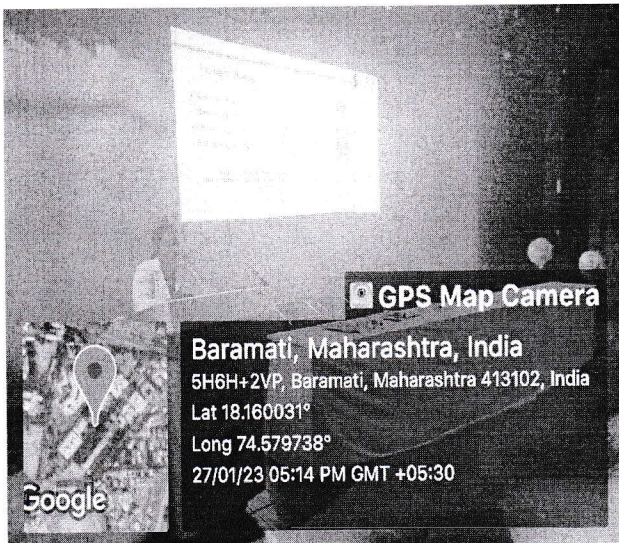 GPS Map Camera
Baramati, Maharashtra, India
5H6H+2VP, Baramati, Maharashtra 413102, India
Lat 18.160031°
Long 74.579738°
27/01/23 05:14 PM GMT +05:30
Google